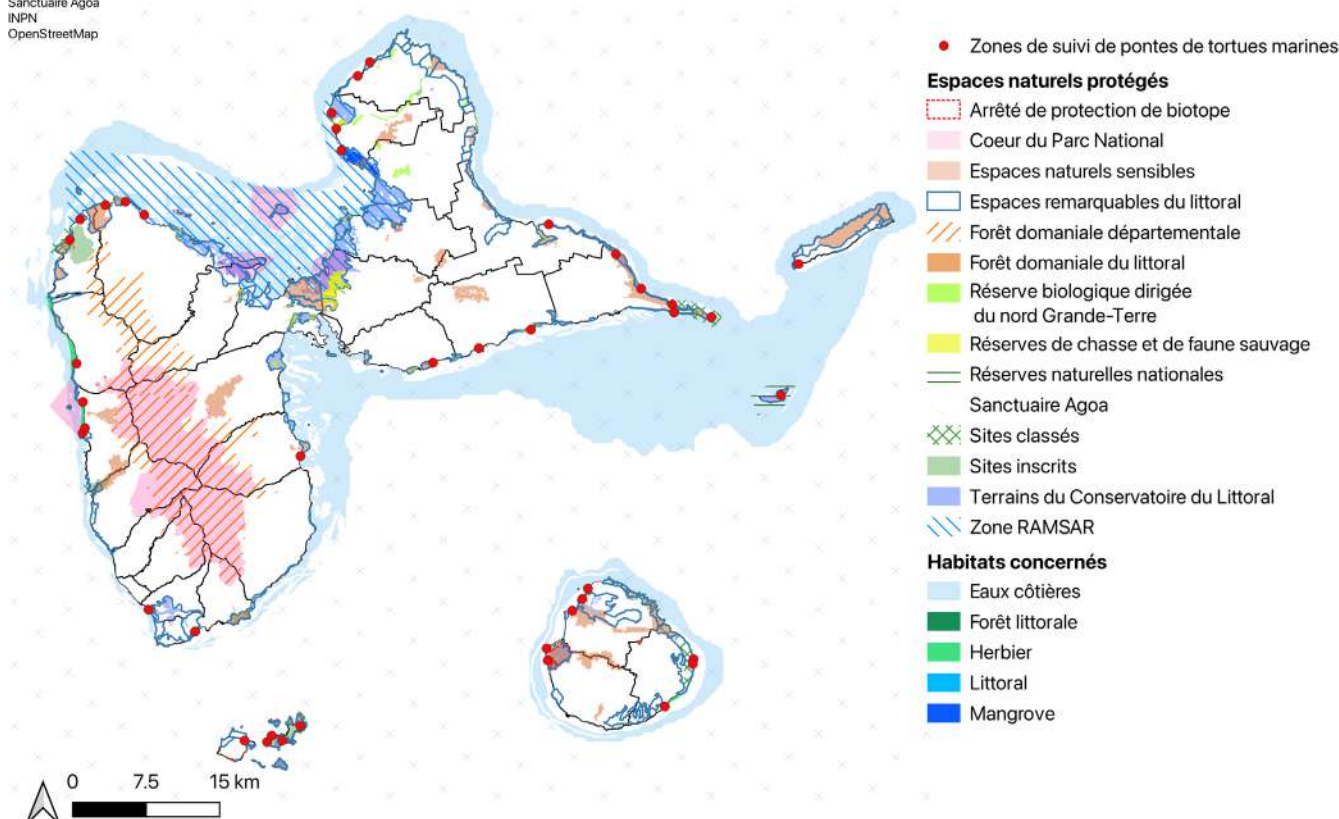 Sanctuaire Agoa
INPN
OpenStreetMap
Zones de suivi de pontes de tortues marines
Espaces naturels protégés
Arrêté de protection de biotope
Coeur du Parc National
Espaces naturels sensibles
Espaces remarquables du littoral
Forêt domaniale départementale
Forêt domaniale du littoral
Réserve biologique dirigée
du nord Grande-Terre
Réserves de chasse et de faune sauvage
Réserves naturelles nationales
Sanctuaire Agoa
Sites classés
Sites inscrits
Terrains du Conservatoire du Littoral
Zone RAMSAR
Habitats concernés
Eaux côtières
Forêt littorale
Herbier
Littoral
Mangrove
0 7.5 15 km